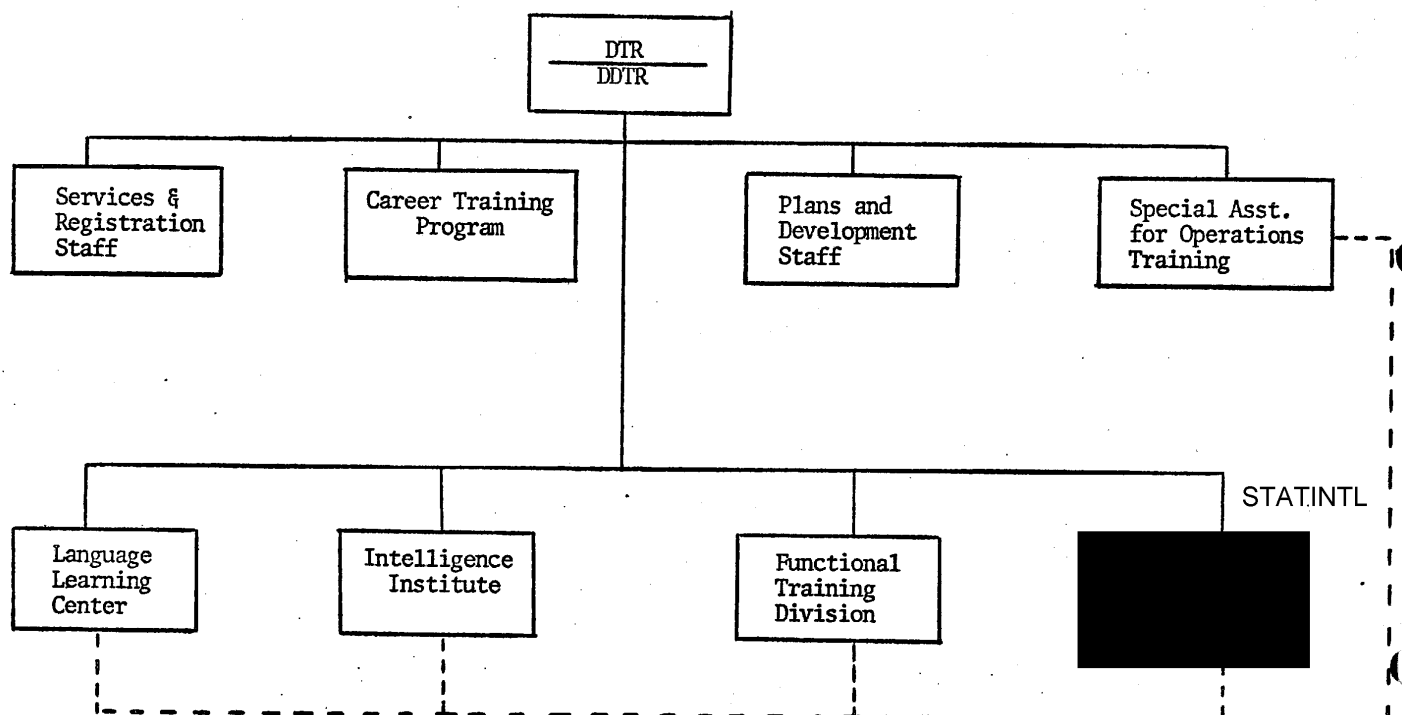 DTR
DDTR
Services &
Registration
Staff
Career Training
Program
Plans and
Development
Staff
Special Asst.
for Operations
Training
STATINTL
Language
Learning
Center
Intelligence
Institute
Functional
Training
Division